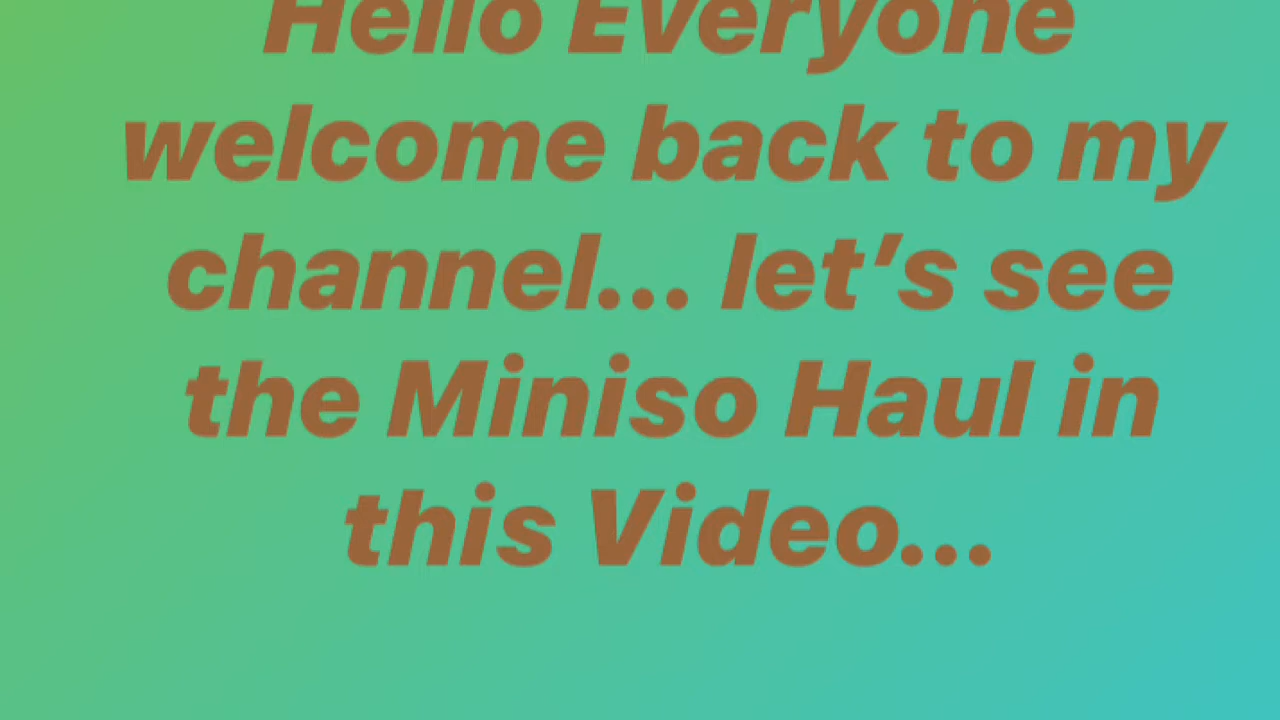 Hello Everyone
welcome back to my
channel... let’s see
the Miniso Haul in
this Video...